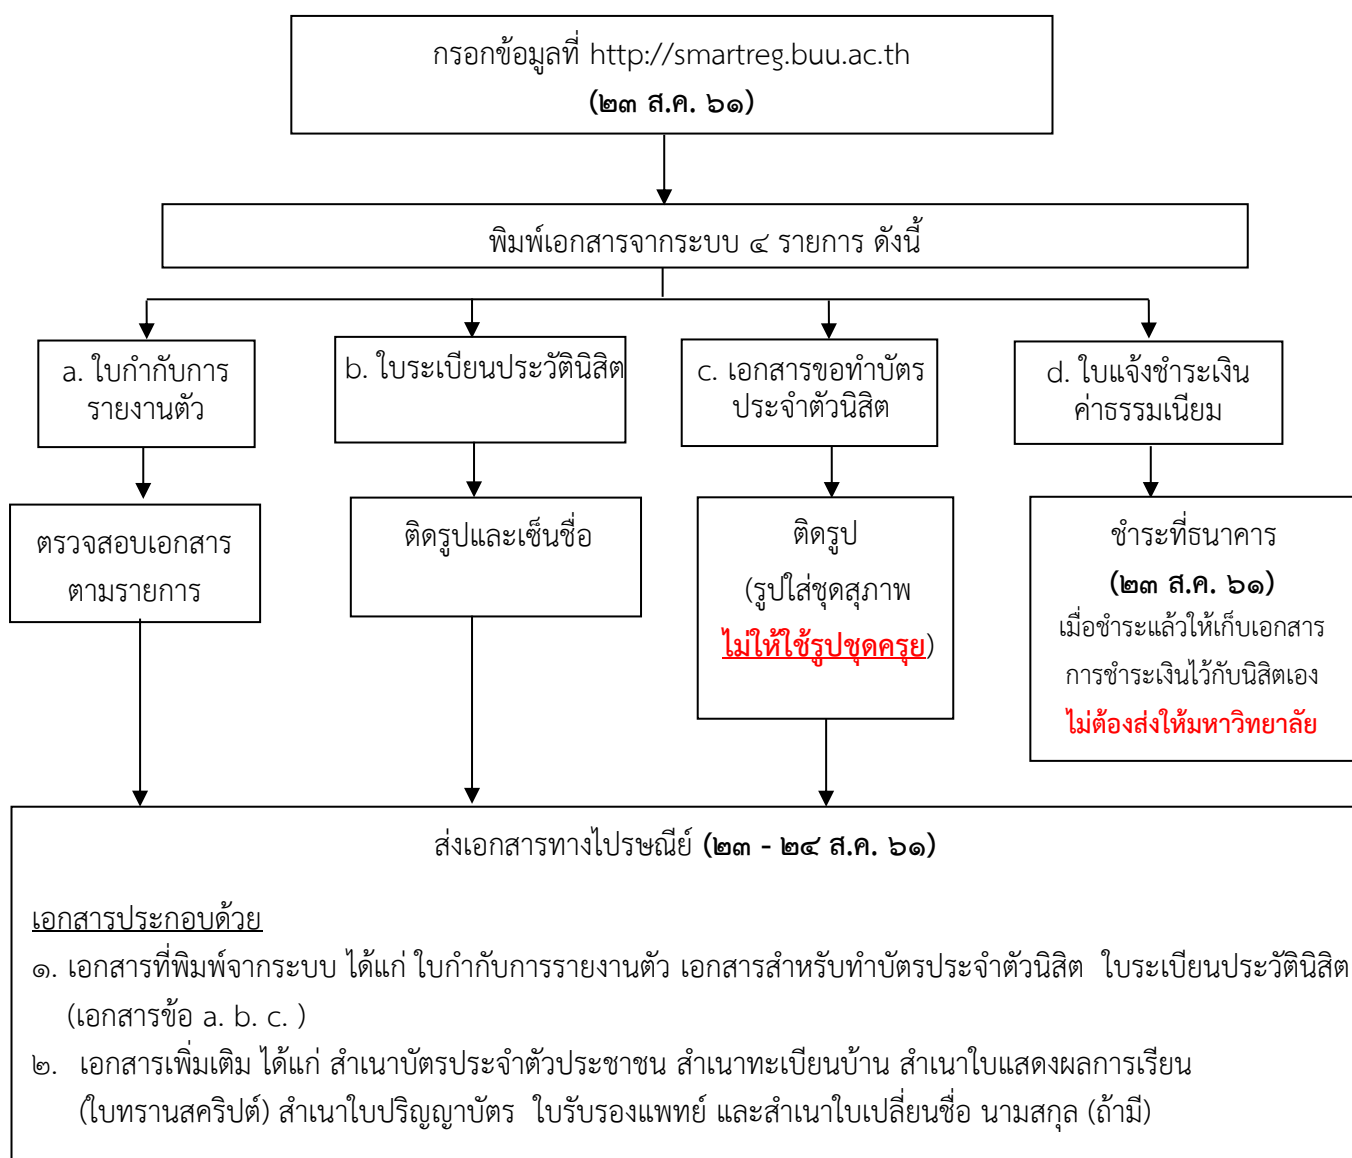 กรอกข้อมูลที่ http://smartreg.buu.ac.th
(๒๓ ส.ค. ๖๑)
พิมพ์เอกสารจากระบบ ๔ รายการ ดังนี้
a. ใบกำกับการ
รายงานตัว
b. ใบระเบียนประวัตินิสิต
c. เอกสารขอทำบัตร
ประจำตัวนิสิต
d. ใบแจ้งชำระเงิน
ค่าธรรมเนียม
ตรวจสอบเอกสาร
ตามรายการ
ติดรูปและเซ็นชื่อ
ติดรูป
(รูปใส่ชุดสุภาพ
ไม่ให้ใช้รูปชุดครุย)
ชำระที่ธนาคาร
(๒๓ ส.ค. ๖๑)
เมื่อชำระแล้วให้เก็บเอกสาร
การชำระเงินไว้กับนิสิตเอง
ไม่ต้องส่งให้มหาวิทยาลัย
ส่งเอกสารทางไปรษณีย์ (๒๓ - ๒๔ ส.ค. ๖๑)
เอกสารประกอบด้วย
๑. เอกสารที่พิมพ์จากระบบ ได้แก่ ใบกำกับการรายงานตัว เอกสารสำหรับทำบัตรประจำตัวนิสิต ใบระเบียนประวัตินิสิต
(เอกสารข้อ a. b. c. )
๒. เอกสารเพิ่มเติม ได้แก่ สำเนาบัตรประจำตัวประชาชน สำเนาทะเบียนบ้าน สำเนาใบแสดงผลการเรียน
(ใบทรานสคริปต์) สำเนาใบปริญญาบัตร ใบรับรองแพทย์ และสำเนาใบเปลี่ยนชื่อ นามสกุล (ถ้ามี)